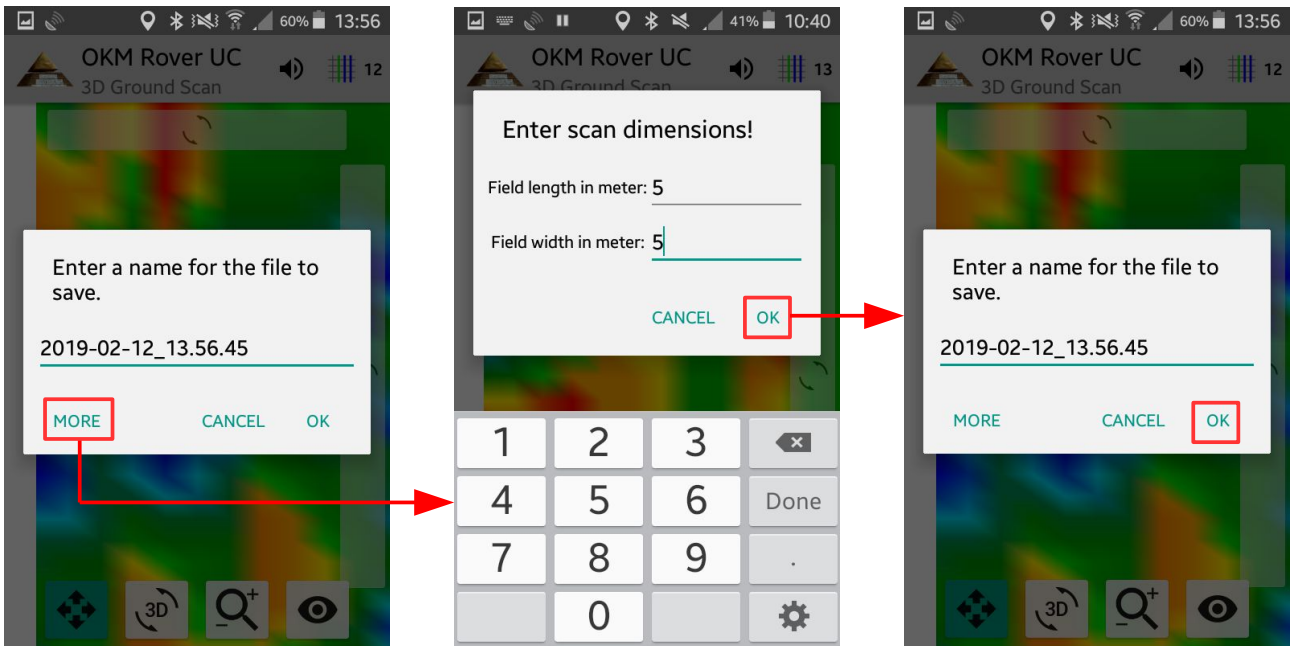 60% 13:56
OKM Rover UC
3D Ground Scan
12
Enter a name for the file to
save.
2019-02-12_13.56.45
MORE CANCEL OK
3D
41% 10:40
OKM Rover UC
3D Ground Scan
13
Enter scan dimensions!
Field length in meter: 5
Field width in meter: 5
CANCEL OK
1 2 3
4 5 6 Done
7 8 9 .
0
60% 13:56
OKM Rover UC
3D Ground Scan
12
Enter a name for the file to
save.
2019-02-12_13.56.45
MORE CANCEL OK
3D